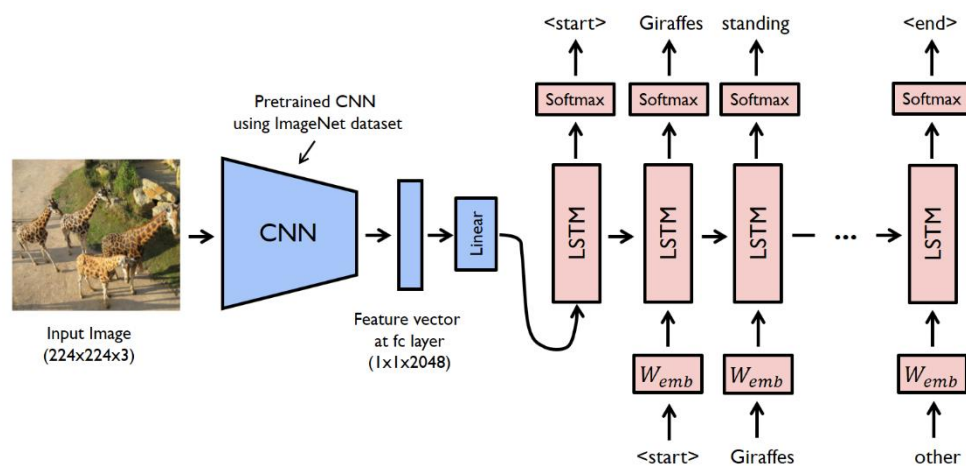 <start> Giraffes standing <end>
Softmax Softmax Softmax Softmax
Pretrained CNN
using ImageNet dataset
CNN
Linear
LSTM LSTM LSTM ... LSTM
Input Image
(224x224x3)
Feature vector
at fc layer
(1x1x2048)
W_emb W_emb W_emb
<start> Giraffes other